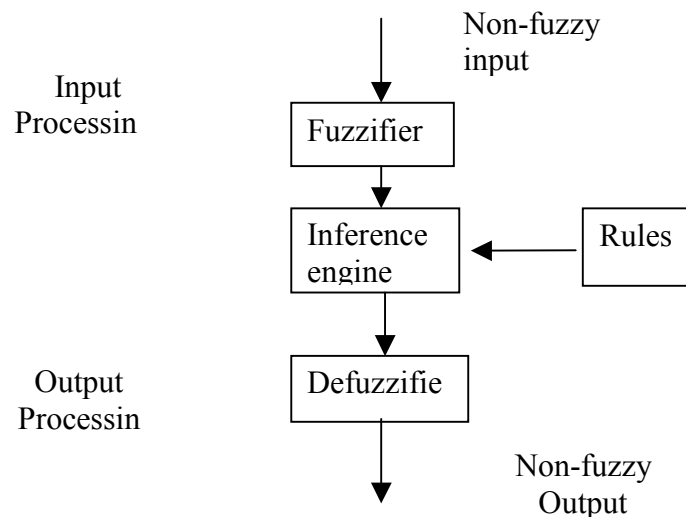 Non-fuzzy
input
Input
Processin
Fuzzifier
Inference
engine
Rules
Output
Processin
Defuzzifie
Non-fuzzy
Output